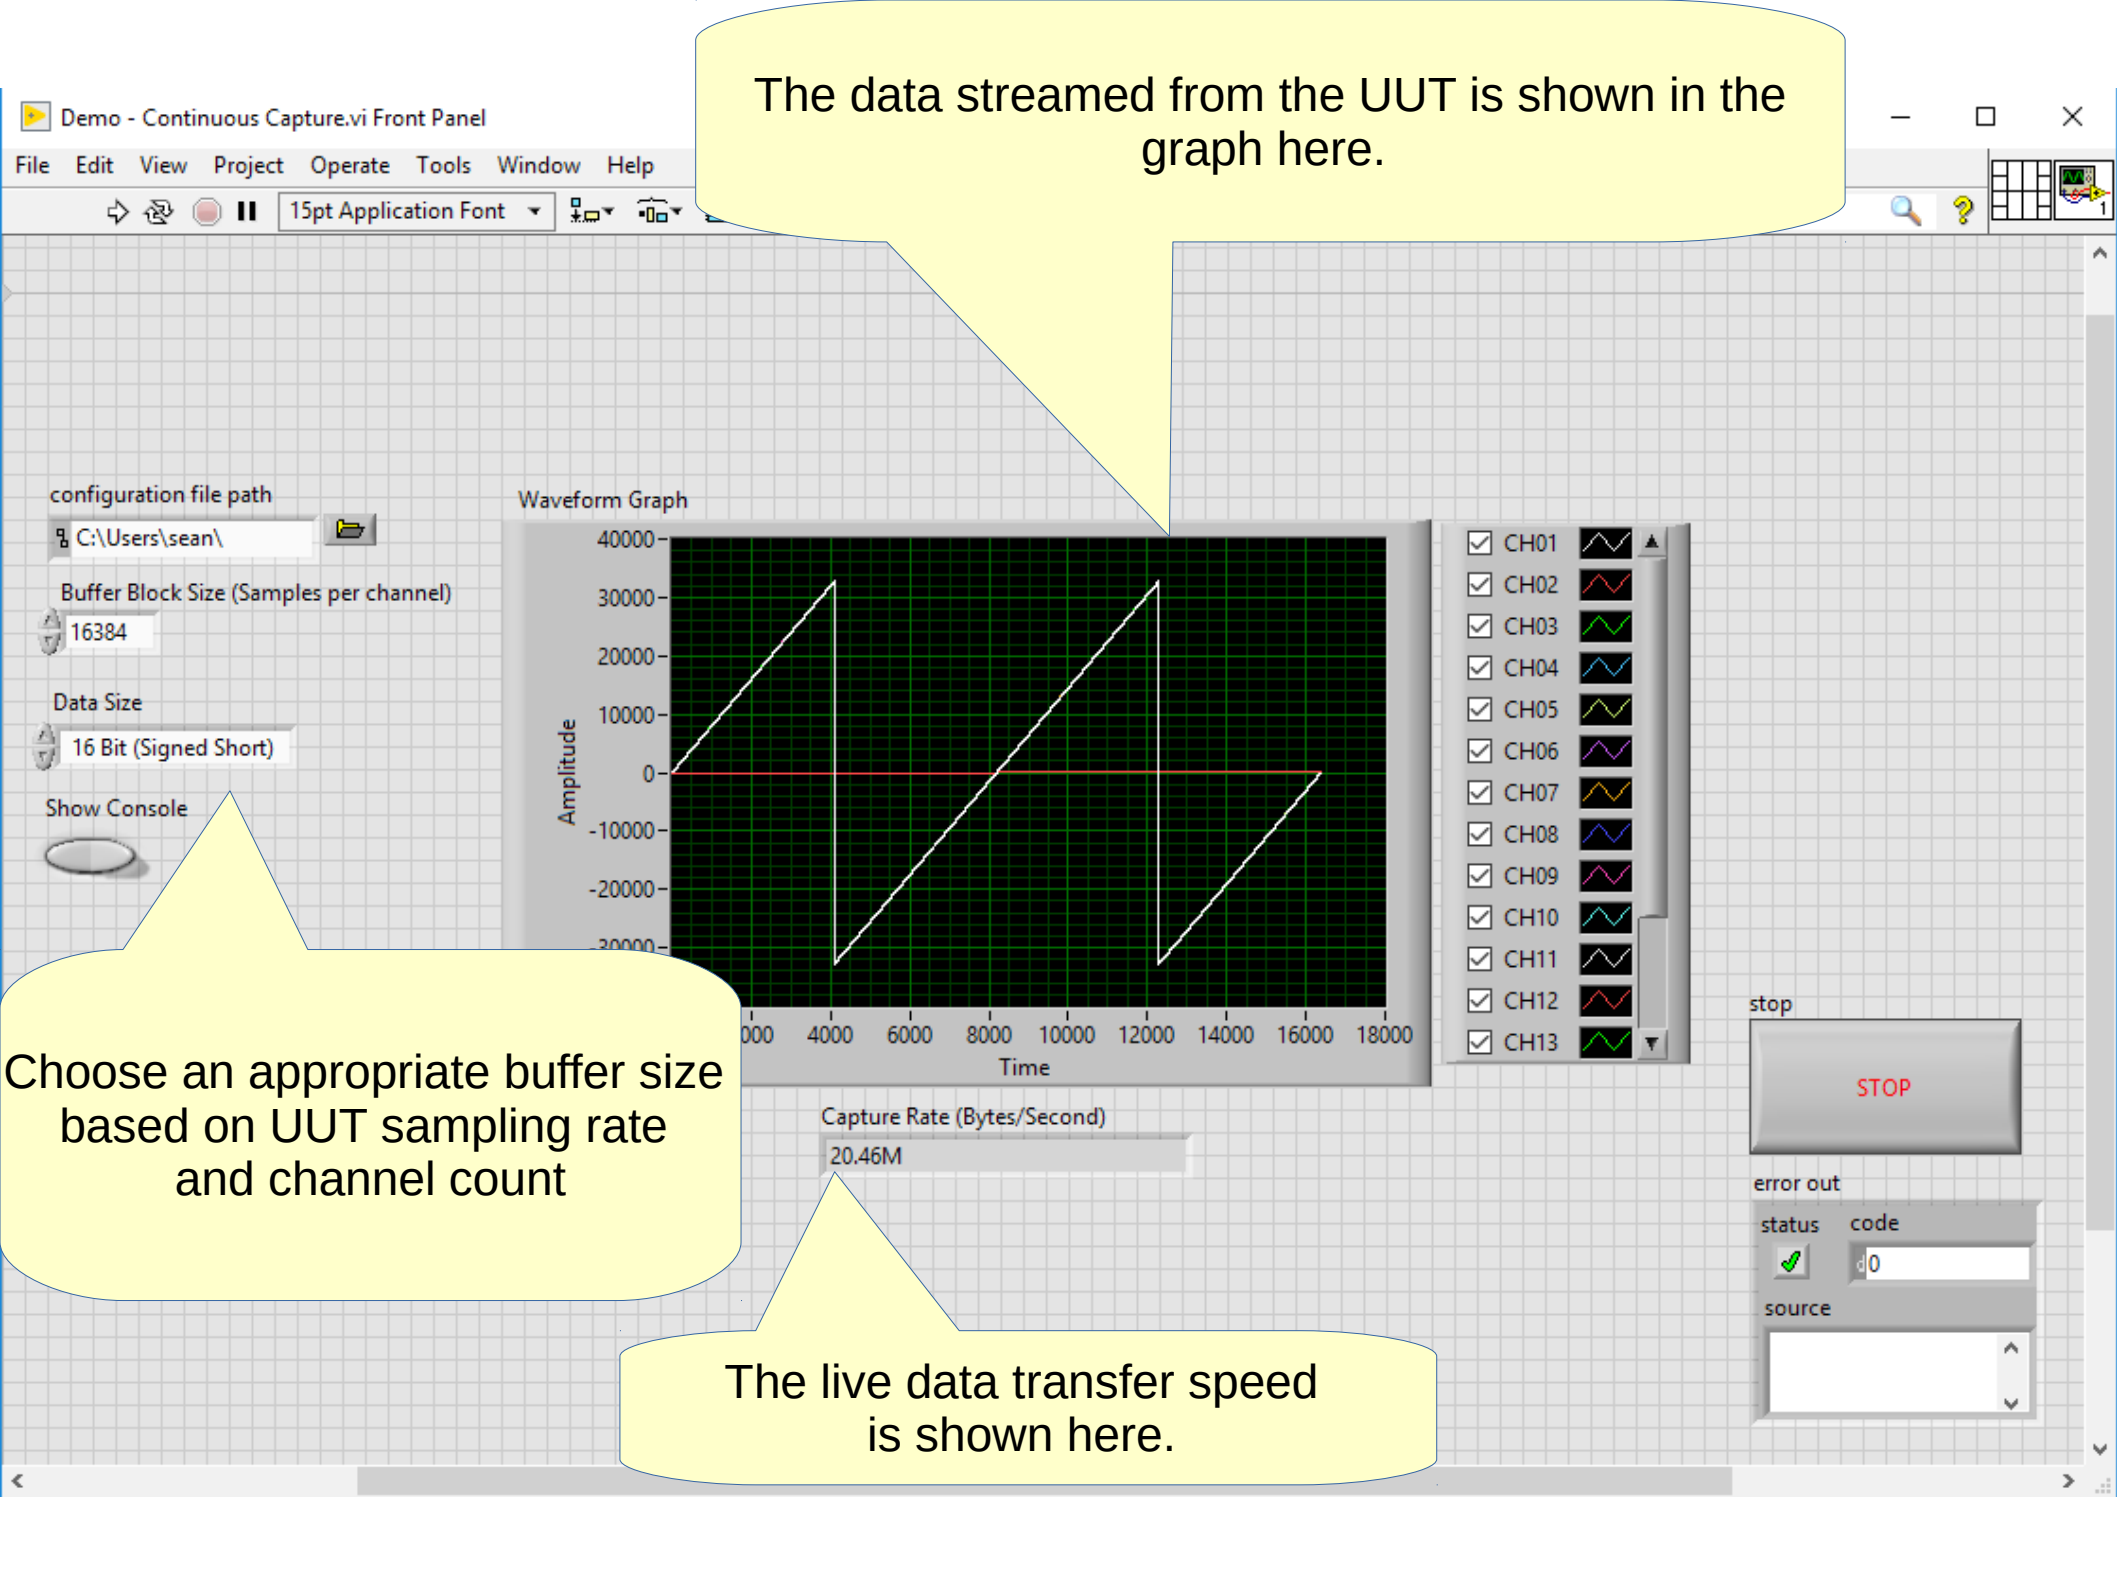 The data streamed from the UUT is shown in the
graph here.
Demo - Continuous Capture.vi Front Panel
File Edit View Project Operate Tools Window Help
15pt Application Font
1
configuration file path
C:\Users\sean\
Buffer Block Size (Samples per channel)
16384
Data Size
16 Bit (Signed Short)
Show Console
Waveform Graph
40000
30000
20000
10000
0
-10000
-20000
-30000
Amplitude
4000 6000 8000 10000 12000 14000 16000 18000
Time
CH01
CH02
CH03
CH04
CH05
CH06
CH07
CH08
CH09
CH10
CH11
CH12
CH13
Choose an appropriate buffer size
based on UUT sampling rate
and channel count
Capture Rate (Bytes/Second)
20.46M
The live data transfer speed
is shown here.
stop
STOP
error out
status code
d0
source